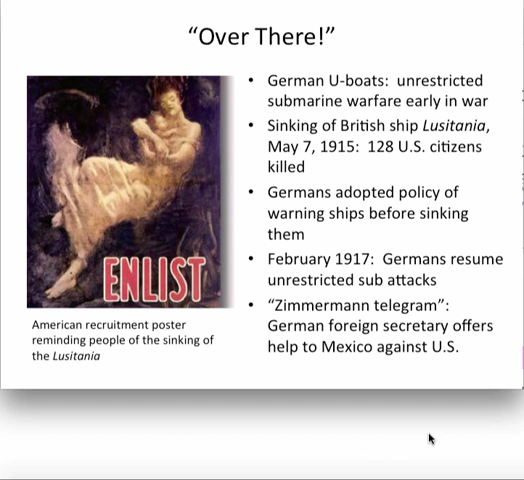 “Over There!”
• German U-boats: unrestricted
submarine warfare early in war
• Sinking of British ship Lusitania,
May 7, 1915: 128 U.S. citizens
killed
• Germans adopted policy of
warning ships before sinking
them
• February 1917: Germans resume
unrestricted sub attacks
• “Zimmermann telegram”:
German foreign secretary offers
help to Mexico against U.S.
ENLIST
American recruitment poster
reminding people of the sinking of
the Lusitania